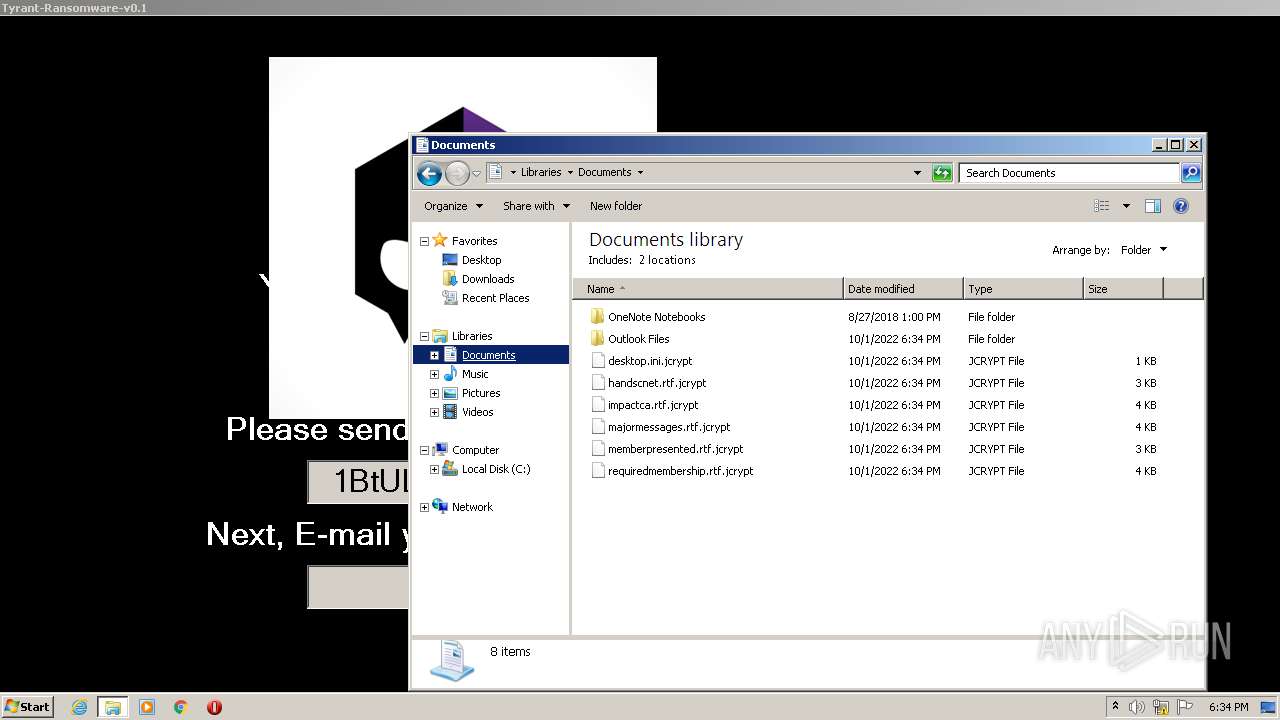 Tyrant-Ransomware-v0.1
Documents
Libraries Documents
Search Documents
Organize Share with New folder
Favorites
Desktop
Downloads
Recent Places
Libraries
Documents
Music
Pictures
Videos
Computer
Local Disk (C:)
Network
Documents library
Includes: 2 locations
Arrange by: Folder
Name Date modified Type Size
OneNote Notebooks 8/27/2018 1:00 PM File folder
Outlook Files 10/1/2022 6:34 PM File folder
desktop.ini.jcrypt 10/1/2022 6:34 PM JCRYPT File 1 KB
handscnet.rtf.jcrypt 10/1/2022 6:34 PM JCRYPT File KB
impactca.rtf.jcrypt 10/1/2022 6:34 PM JCRYPT File 4 KB
majormessages.rtf.jcrypt 10/1/2022 6:34 PM JCRYPT File 4 KB
memberpresented.rtf.jcrypt 10/1/2022 6:34 PM JCRYPT File KB
requiredmembership.rtf.jcrypt 10/1/2022 6:34 PM JCRYPT File 4 KB
8 items
Please send
1BtUL
Next, E-mail y
ANY RUN
Start
6:34 PM